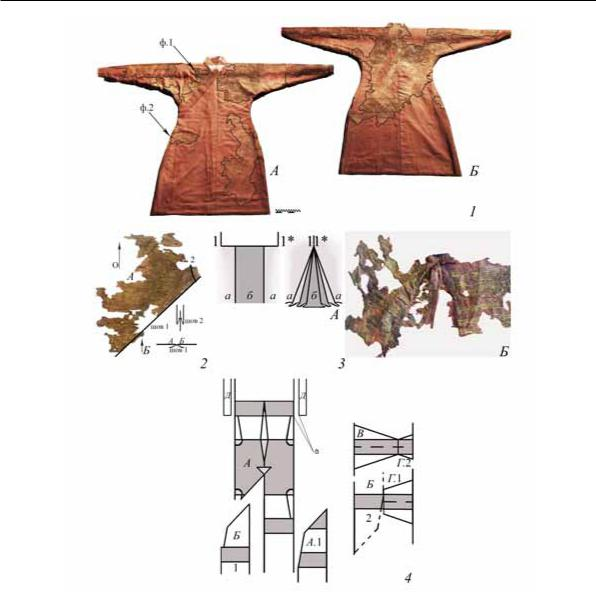 ф.1
ф.2
А
Б
1
О
А
2
шов 1
шов 2
Б
А Б
шов 1
2
1 1*
11*
а б а
а б а
А
3
Б
Д Д
а
А
Б
1
А.1
В
Г.2
Б
Г.1
2
4